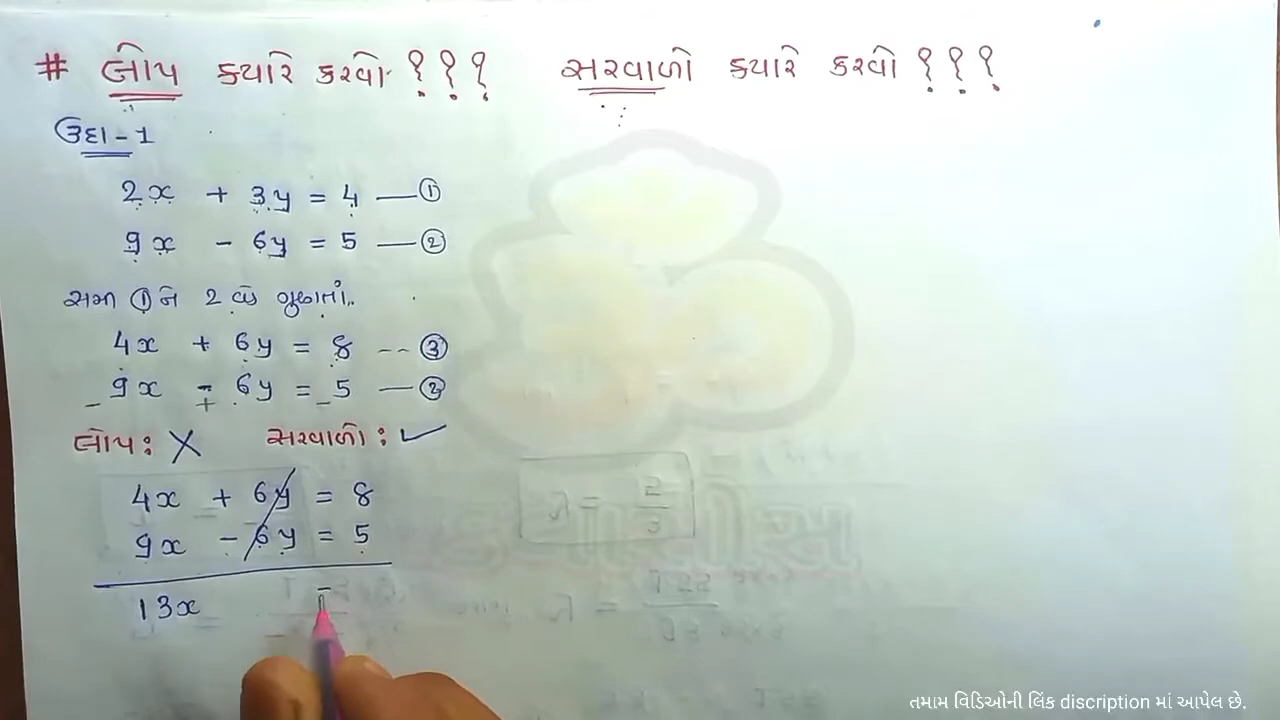 # લોપ ક્યારે કરવો ??? સરવાળો ક્યારે કરવો ???
ઉદા - 1
2x + 3y = 4 — ①
9x - 6y = 5 — ②
સમી ①ને 2 વડે ગુણતાં..
4x + 6y = 8 -- ③
9x - 6y = 5 — ②
- + -
લોપ: X સરવાળો: ✓
4x + 6y = 8
9x - 6y = 5
13x
તમામ વિડિઓની લિંક discription માં આપેલ છે.